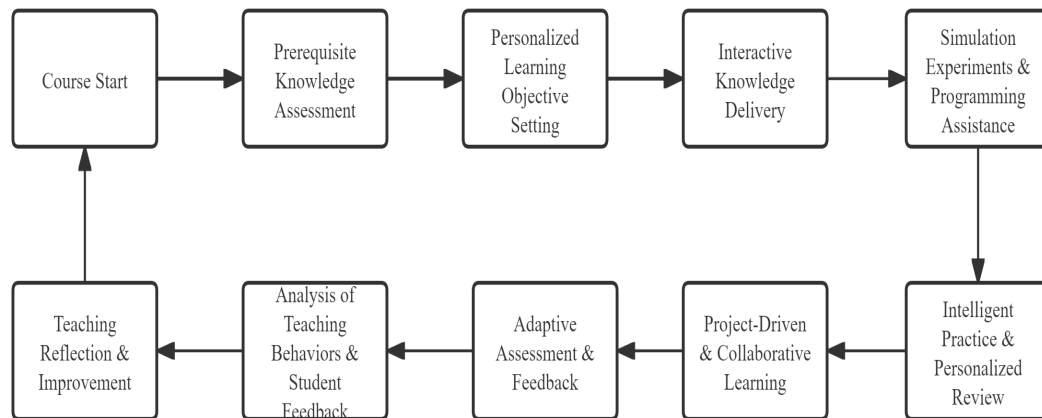 Course Start
Prerequisite
Knowledge
Assessment
Personalized
Learning
Objective
Setting
Interactive
Knowledge
Delivery
Simulation
Experiments &
Programming
Assistance
Intelligent
Practice &
Personalized
Review
Project-Driven
& Collaborative
Learning
Adaptive
Assessment &
Feedback
Analysis of
Teaching
Behaviors &
Student
Feedback
Teaching
Reflection &
Improvement